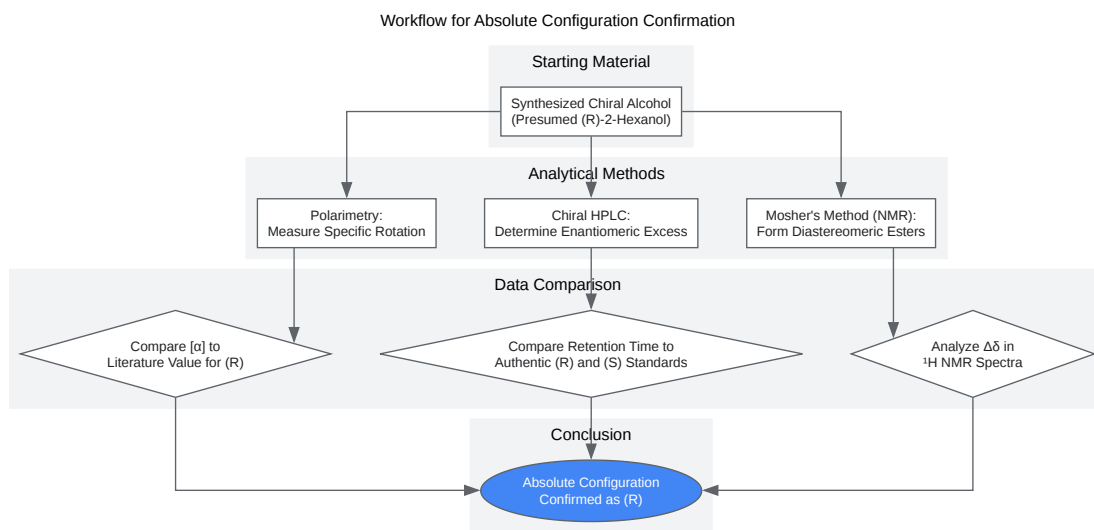 Workflow for Absolute Configuration Confirmation
Starting Material
Synthesized Chiral Alcohol
(Presumed (R)-2-Hexanol)
Analytical Methods
Polarimetry:
Measure Specific Rotation
Chiral HPLC:
Determine Enantiomeric Excess
Mosher's Method (NMR):
Form Diastereomeric Esters
Data Comparison
Compare [α] to
Literature Value for (R)
Compare Retention Time to
Authentic (R) and (S) Standards
Analyze Δδ in
¹H NMR Spectra
Conclusion
Absolute Configuration
Confirmed as (R)